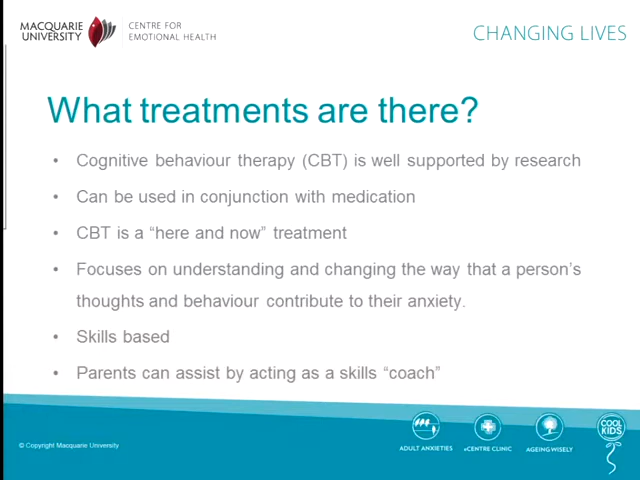 MACQUARIE
UNIVERSITY
CENTRE FOR
EMOTIONAL HEALTH
CHANGING LIVES
What treatments are there?
• Cognitive behaviour therapy (CBT) is well supported by research
• Can be used in conjunction with medication
• CBT is a “here and now” treatment
• Focuses on understanding and changing the way that a person’s
thoughts and behaviour contribute to their anxiety.
• Skills based
• Parents can assist by acting as a skills “coach”
© Copyright Macquarie University
ADULT ANXIETIES
eCENTRE CLINIC
AGEING WISELY
COOL
KIDS